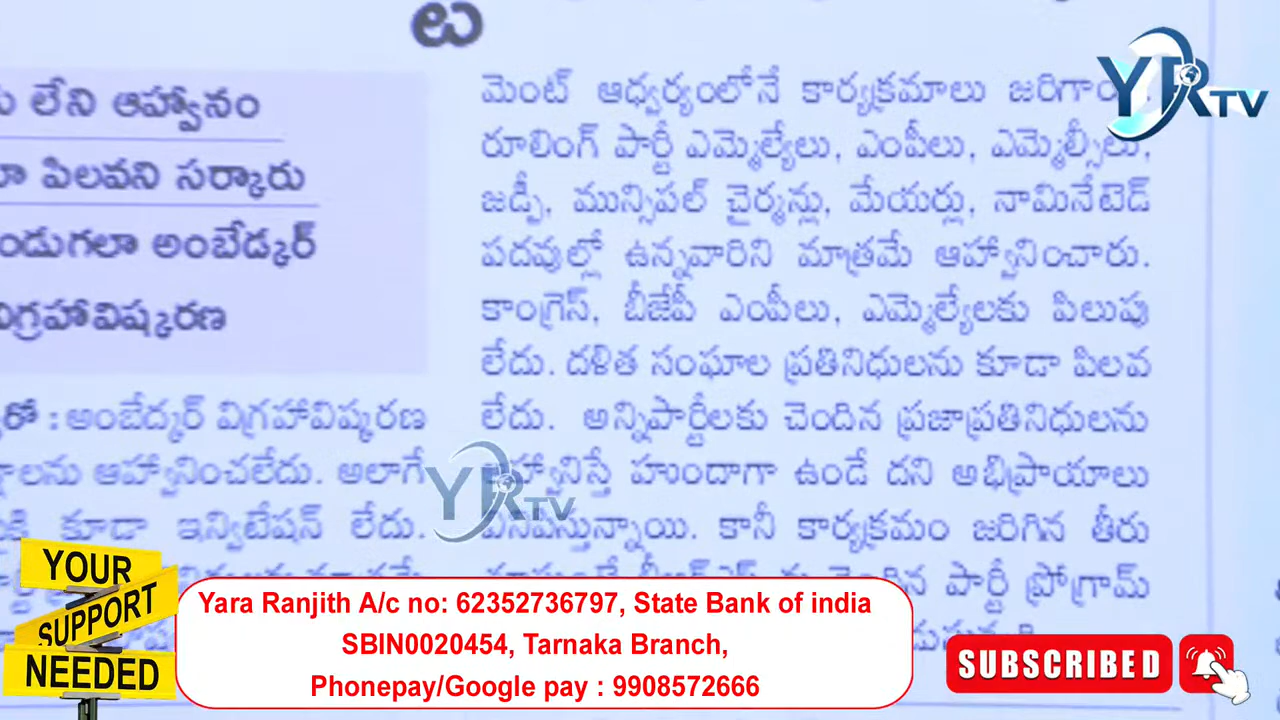 ట
లేని ఆహ్వానం
పిలవని సర్కారు
అంబేడ్కర్
విగ్రహావిష్కరణ
అంబేద్కర్ విగ్రహావిష్కరణ
ఆహ్వానించలేదు. అలాగే
కూడా ఇన్విటేషన్ లేదు.
మెంట్ ఆధ్వర్యంలోనే కార్యక్రమాలు
రూలింగ్ పార్టీ ఎమ్మెల్యేలు, ఎంపీలు, ఎమ్మెల్సీలు,
జడ్పీ, మున్సిపల్ చైర్మన్లు, మేయర్లు, నామినేటెడ్
పదవుల్లో ఉన్నవారిని మాత్రమే ఆహ్వానించారు.
కాంగ్రెస్, బీజేపీ ఎంపీలు, ఎమ్మెల్యేలకు పిలుపు
లేదు. దళిత సంఘాల ప్రతినిధులను కూడా పిలవ
లేదు. అన్నిపార్టీలకు చెందిన ప్రజాప్రతినిధులను
ఆహ్వానిస్తే హుందాగా ఉండే దని అభిప్రాయాలు
వినిపిస్తున్నాయి. కానీ కార్యక్రమం జరిగిన తీరు
పార్టీ ప్రోగ్రామ్
YRTV
YRTV
YOUR
SUPPORT
NEEDED
Yara Ranjith A/c no: 62352736797, State Bank of india
SBIN0020454, Tarnaka Branch,
Phonepay/Google pay : 9908572666
SUBSCRIBED